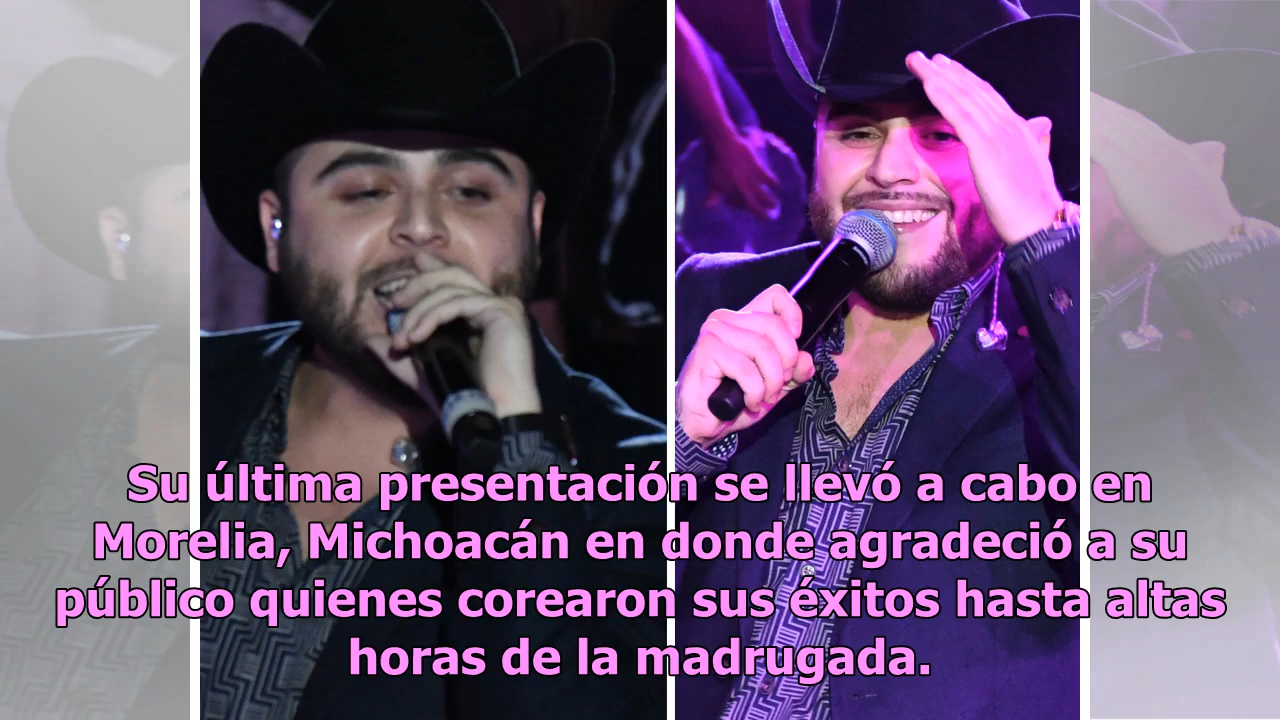 Su última presentación se llevó a cabo en
Morelia, Michoacán en donde agradeció a su
público quienes corearon sus éxitos hasta altas
horas de la madrugada.